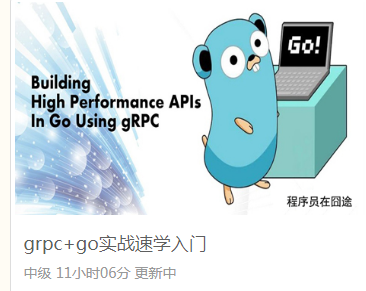 Building
High Performance APIs
In Go Using gRPC
Go!
程序员在囧途
grpc+go实战速学入门
中级 11小时06分 更新中